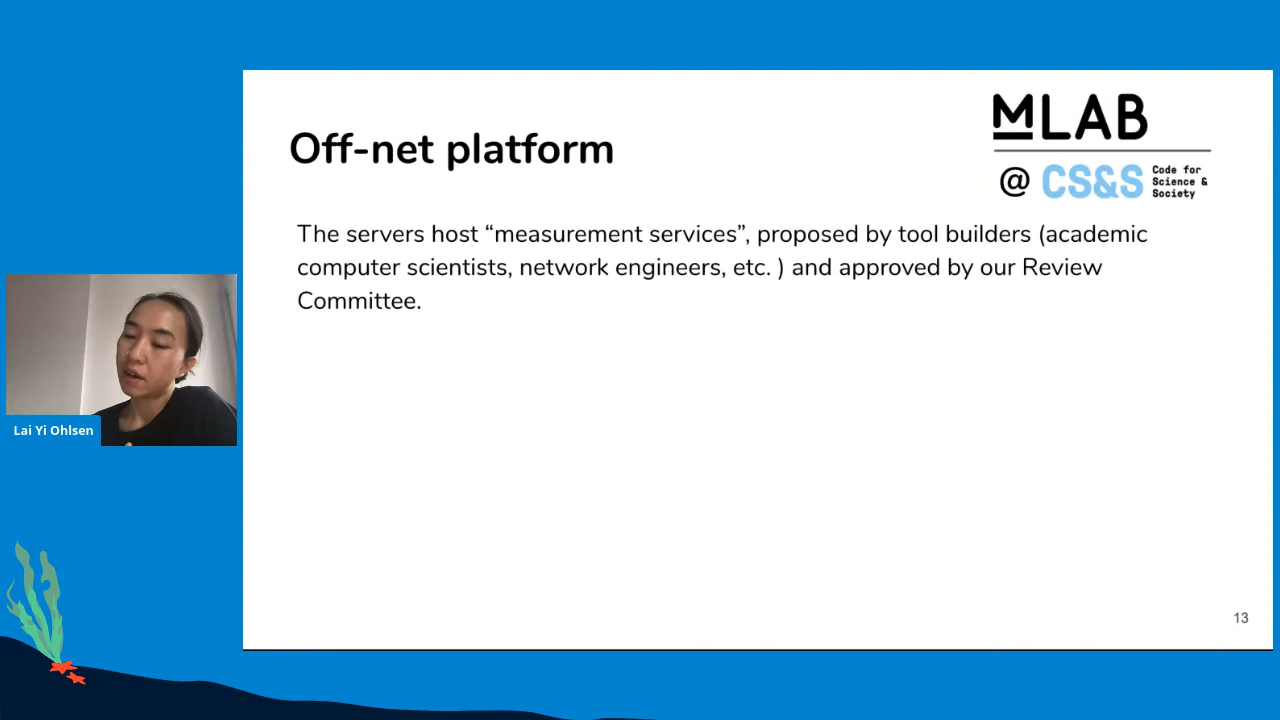 MLAB
@ CS&S Code for
Science &
Society
Off-net platform
The servers host “measurement services”, proposed by tool builders (academic
computer scientists, network engineers, etc. ) and approved by our Review
Committee.
Lai Yi Ohlsen
13